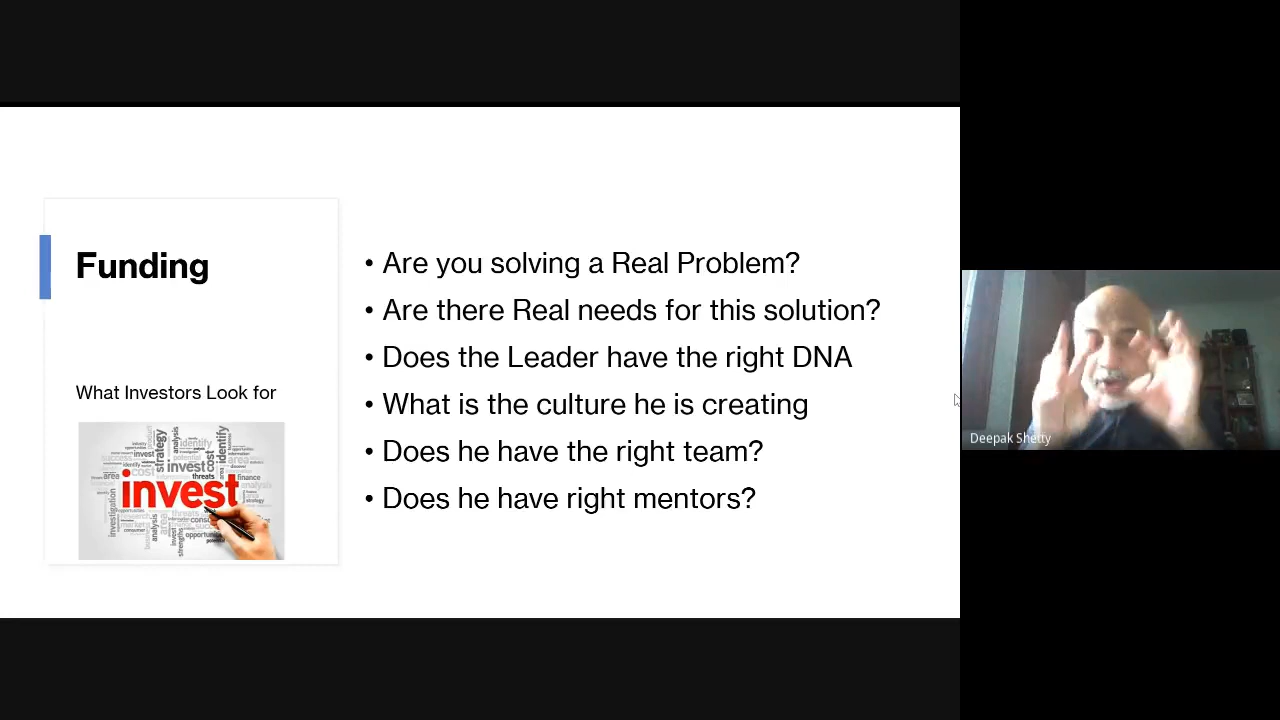 Funding
What Investors Look for
invest
• Are you solving a Real Problem?
• Are there Real needs for this solution?
• Does the Leader have the right DNA
• What is the culture he is creating
• Does he have the right team?
• Does he have right mentors?
Deepak Shetty